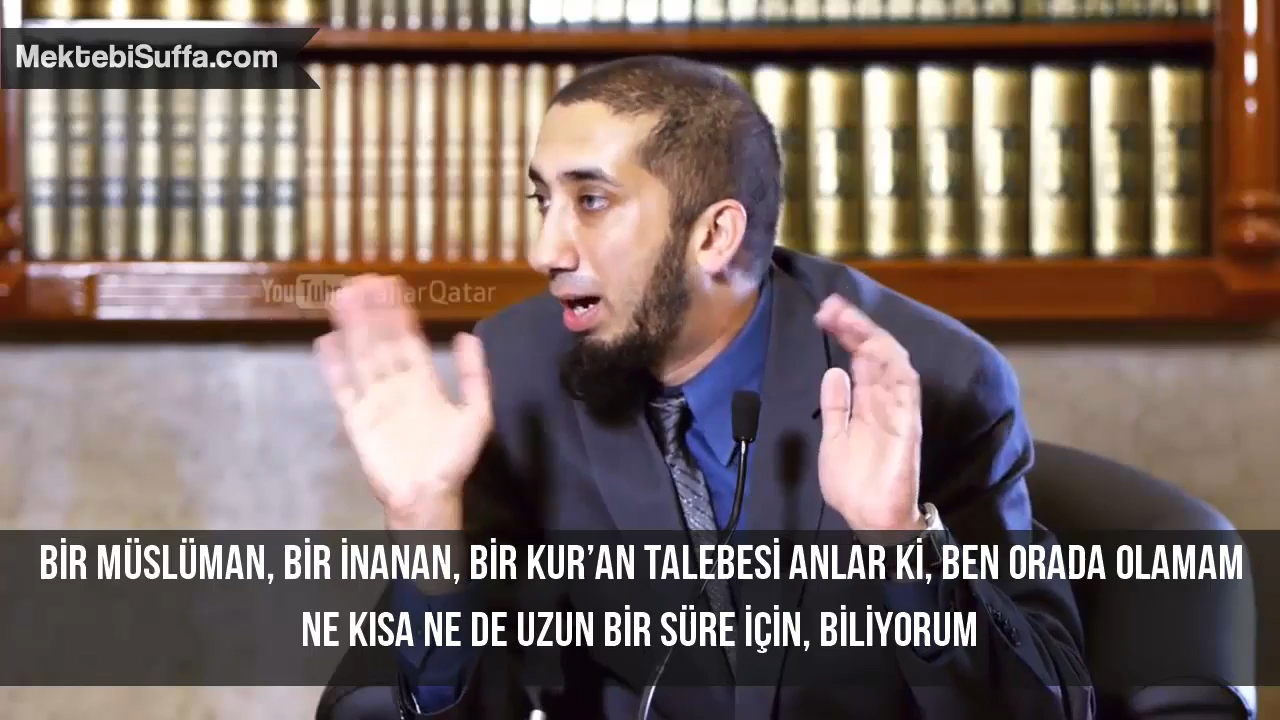 MektebiSuffa.com
YouTube
BİR MÜSLÜMAN, BİR İNANAN, BİR KUR’AN TALEBESİ ANLAR Kİ, BEN ORADA OLAMAM
NE KISA NE DE UZUN BİR SÜRE İÇİN, BİLİYORUM